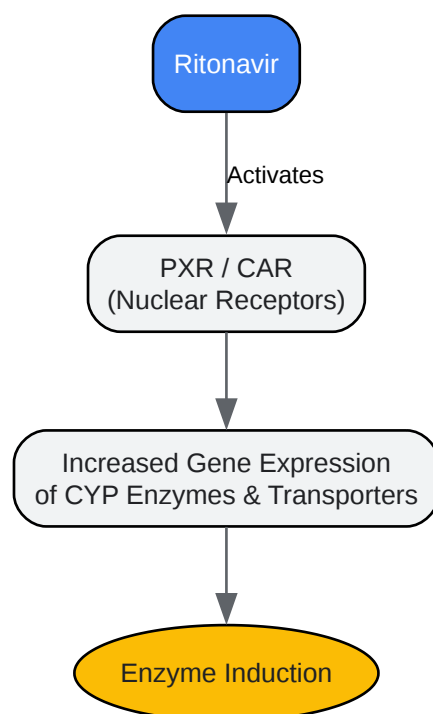 Ritonavir
Activates
PXR / CAR
(Nuclear Receptors)
Increased Gene Expression
of CYP Enzymes & Transporters
Enzyme Induction